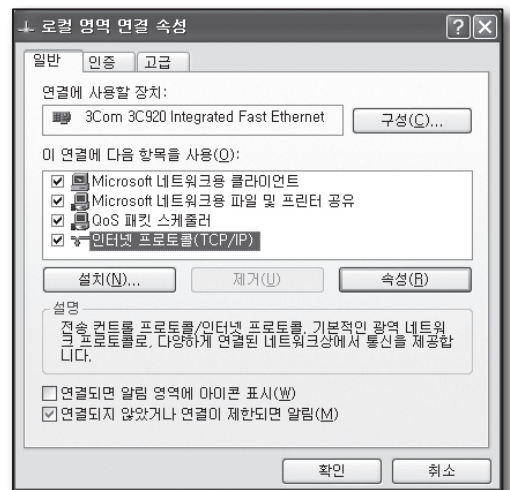 로컬 영역 연결 속성
일반 인증 고급
연결에 사용할 장치:
3Com 3C920 Integrated Fast Ethernet 구성(C)...
이 연결에 다음 항목을 사용(O):
Microsoft 네트워크용 클라이언트
Microsoft 네트워크용 파일 및 프린터 공유
QoS 패킷 스케줄러
인터넷 프로토콜(TCP/IP)
설치(N)... 제거(U) 속성(R)
설명
전송 컨트롤 프로토콜/인터넷 프로토콜. 기본적인 광역 네트워
크 프로토콜로, 다양하게 연결된 네트워크상에서 통신을 제공합
니다.
연결되면 알림 영역에 아이콘 표시(W)
연결되지 않았거나 연결이 제한되면 알림(M)
확인 취소